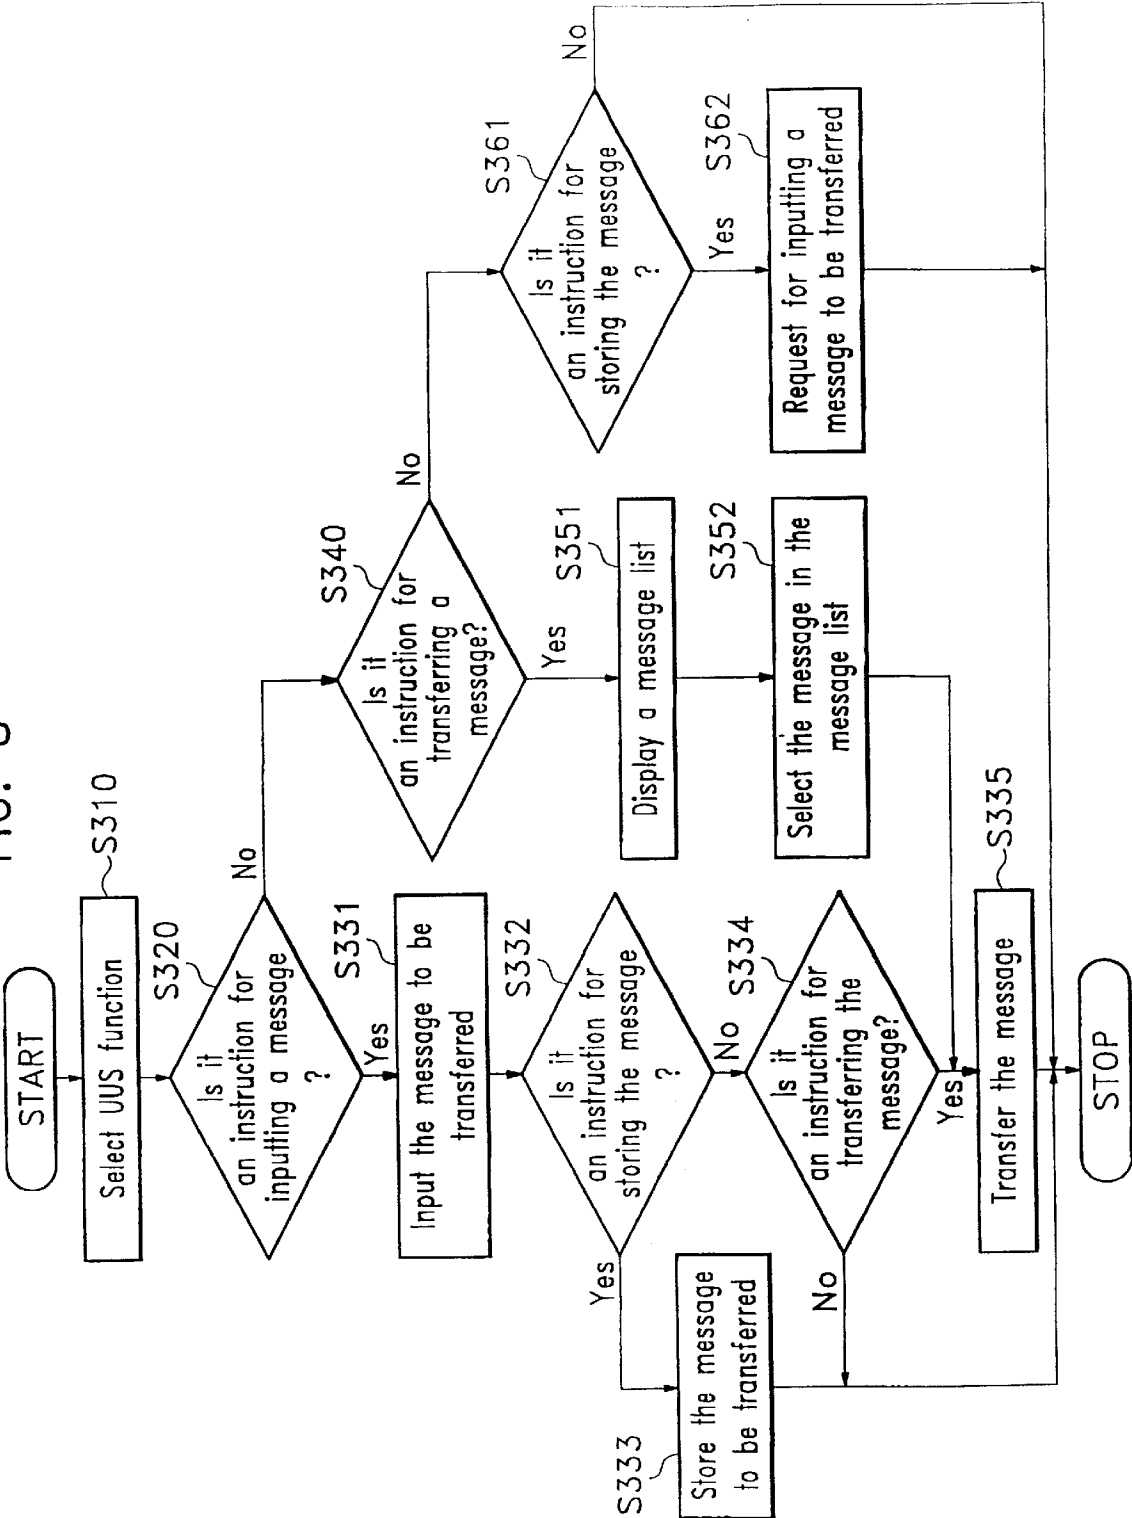 START
Select UUS function
S310
Is it
an instruction for
inputting a message
?
S320
No
Yes
Input the message to be
transferred
S331
Is it
an instruction for
storing the message
?
S332
Yes
No
Store the message
to be transferred
S333
Is it
an instruction for
transferring the
message?
S334
No
Yes
Transfer the message
S335
STOP
Is it
an instruction for
transferring a
message?
S340
No
Yes
Display a message list
S351
Select the message in the
message list
S352
Is it
an instruction for
storing the message
?
S361
No
Yes
Request for inputting a
message to be transferred
S362